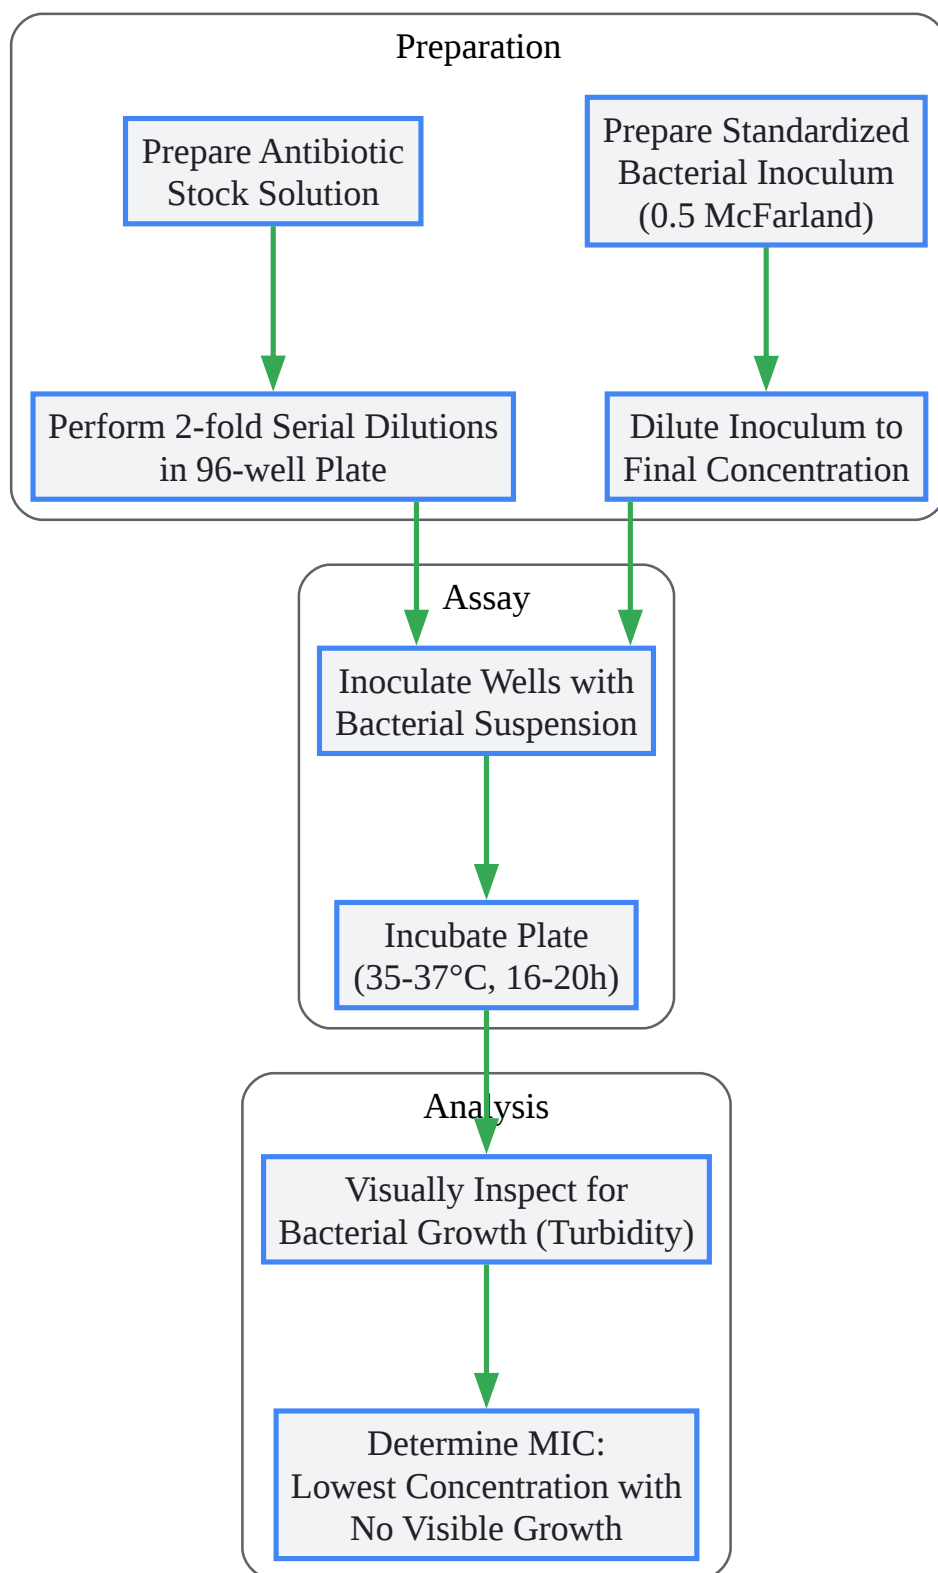 Preparation
Prepare Antibiotic
Stock Solution
Prepare Standardized
Bacterial Inoculum
(0.5 McFarland)
Perform 2-fold Serial Dilutions
in 96-well Plate
Dilute Inoculum to
Final Concentration
Assay
Inoculate Wells with
Bacterial Suspension
Incubate Plate
(35-37°C, 16-20h)
Analysis
Visually Inspect for
Bacterial Growth (Turbidity)
Determine MIC:
Lowest Concentration with
No Visible Growth